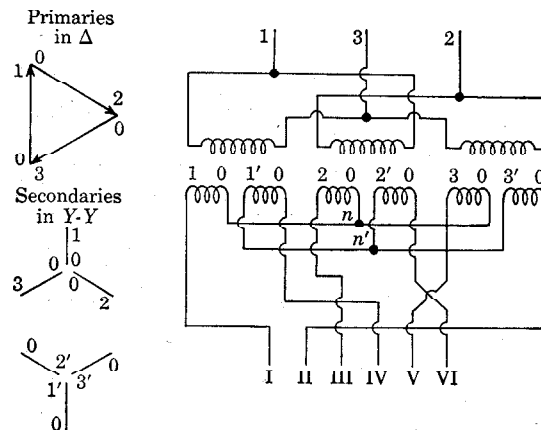 Primaries
in Δ
0
1
2
0
0
3
Secondaries
in Y-Y
1
0 0
0
3
2
0
2'
0
1' 3'
0
1 3 2
1 0 1' 0 2 0 2' 0 3 0 3' 0
n
n'
I II III IV V VI